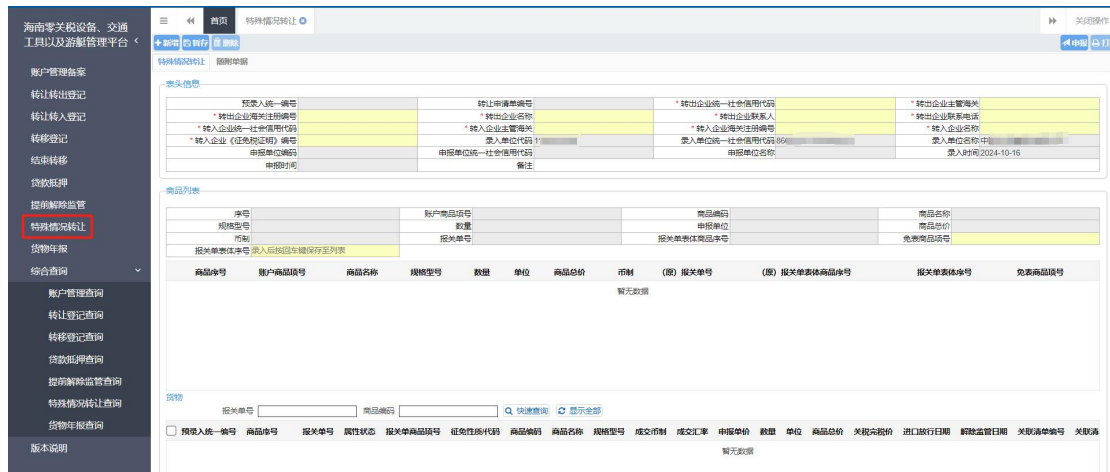 海南零关税设备、交通
工具以及游艇管理平台
账户管理备案
转让转出登记
转让转入登记
转移登记
结束转移
贷款抵押
提前解除监管
特殊情况转让
货物年报
综合查询
账户管理查询
转让登记查询
转移登记查询
贷款抵押查询
提前解除监管查询
特殊情况转让查询
货物年报查询
版本说明
首页 特殊情况转让 关闭操作
新增 暂存 删除 申报 打
特殊情况转让 随附单据
表头信息
预录入统一编号 转让申请单编号 *转出企业统一社会信用代码 *转出企业主管海关
*转出企业海关注册编号 *转出企业名称 *转出企业联系人 *转出企业联系电话
*转入企业统一社会信用代码 *转入企业主管海关 *转入企业海关注册编号 *转入企业名称
*转入企业《征免税证明》编号 录入单位代码 1 录入单位统一社会信用代码 录入单位名称 中
申报单位编码 申报单位统一社会信用代码 申报单位名称 录入时间 2024-10-16
申报时间 备注
商品列表
序号 账户商品项号 商品编码 商品名称
规格型号 数量 申报单位 商品总价
币制 报关单号 报关单表体商品序号 免表商品项号
报关单表体序号 录入后按回车键保存至列表
商品序号 账户商品项号 商品名称 规格型号 数量 单位 商品总价 币制 (原) 报关单号 (原) 报关单表体商品序号 报关单表体序号 免表商品项号
暂无数据
货物
报关单号 商品编码 快速查询 显示全部
预录入统一编号 商品序号 报关单号 属性状态 报关单商品项号 征免性质代码 商品编码 商品名称 规格型号 成交币制 成交汇率 申报单价 数量 单位 商品总价 关税完税价 进口放行日期 解除监管日期 关联清单编号 关联清
暂无数据